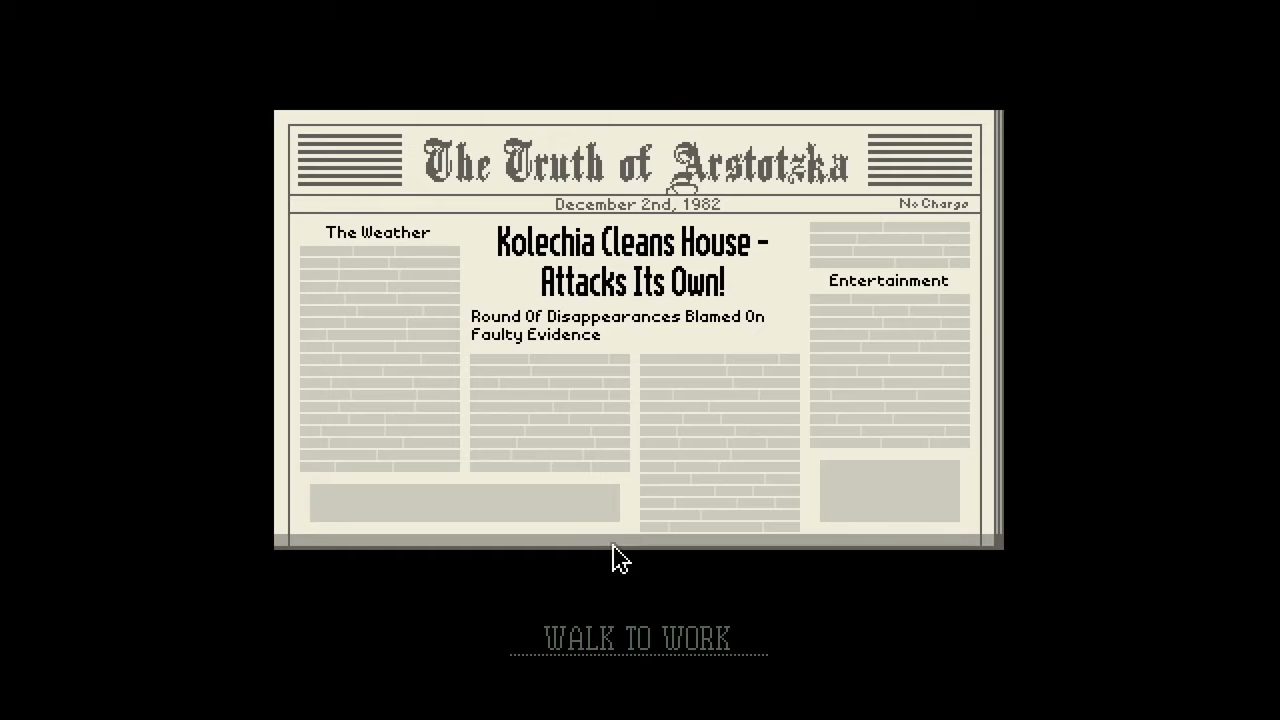 The Truth of Arstotzka
December 2nd, 1982
No Charge
The Weather
Kolechia Cleans House -
Attacks Its Own!
Round Of Disappearances Blamed On
Faulty Evidence
Entertainment
WALK TO WORK